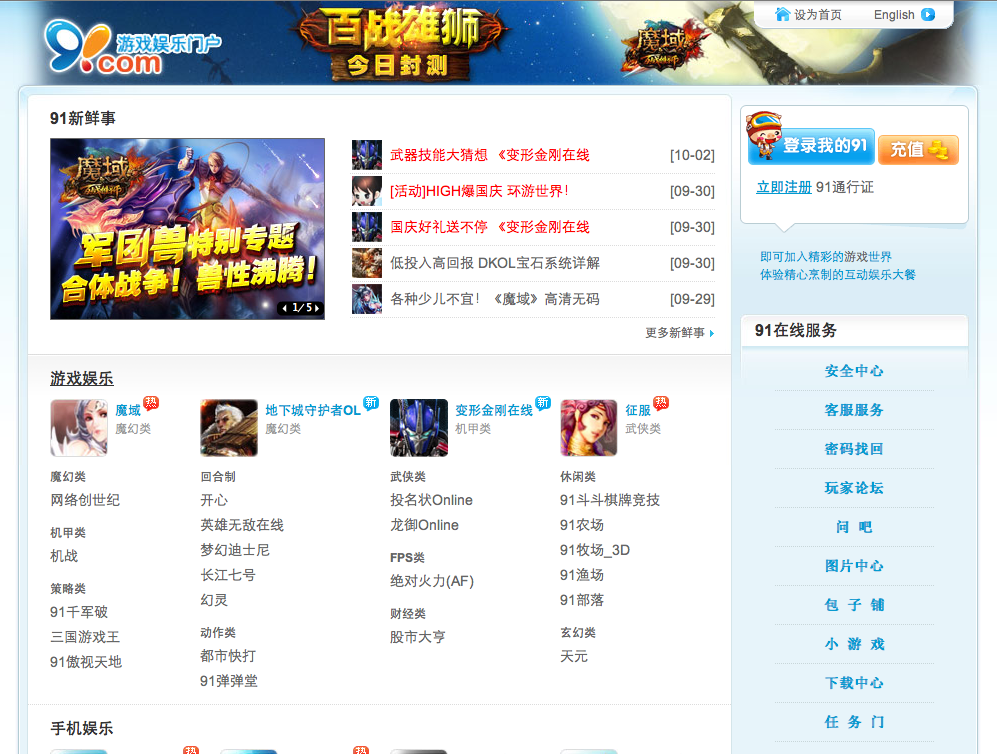 91.com
游戏娱乐门户
百战雄狮
今日封测
魔域
设为首页
English
91新鲜事
魔域
百战雄狮
军团兽特别专题
合体战争！兽性沸腾！
1/5
武器技能大猜想 《变形金刚在线 [10-02]
[活动]HIGH爆国庆 环游世界！ [09-30]
国庆好礼送不停 《变形金刚在线 [09-30]
低投入高回报 DKOL宝石系统详解 [09-30]
各种少儿不宜！《魔域》高清无码 [09-29]
更多新鲜事
登录我的91
充值
立即注册 91通行证
即可加入精彩的游戏世界
体验精心烹制的互动娱乐大餐
91在线服务
安全中心
客服服务
密码找回
玩家论坛
问 吧
图片中心
包 子 铺
小 游 戏
下载中心
任 务 门
游戏娱乐
魔域 热
魔幻类
地下城守护者OL 新
魔幻类
变形金刚在线 新
机甲类
征服 热
武侠类
魔幻类
网络创世纪
机甲类
机战
策略类
91千军破
三国游戏王
91傲视天地
回合制
开心
英雄无敌在线
梦幻迪士尼
长江七号
幻灵
动作类
都市快打
91弹弹堂
武侠类
投名状Online
龙御Online
FPS类
绝对火力(AF)
财经类
股市大亨
休闲类
91斗斗棋牌竞技
91农场
91牧场_3D
91渔场
91部落
玄幻类
天元
手机娱乐
热
热